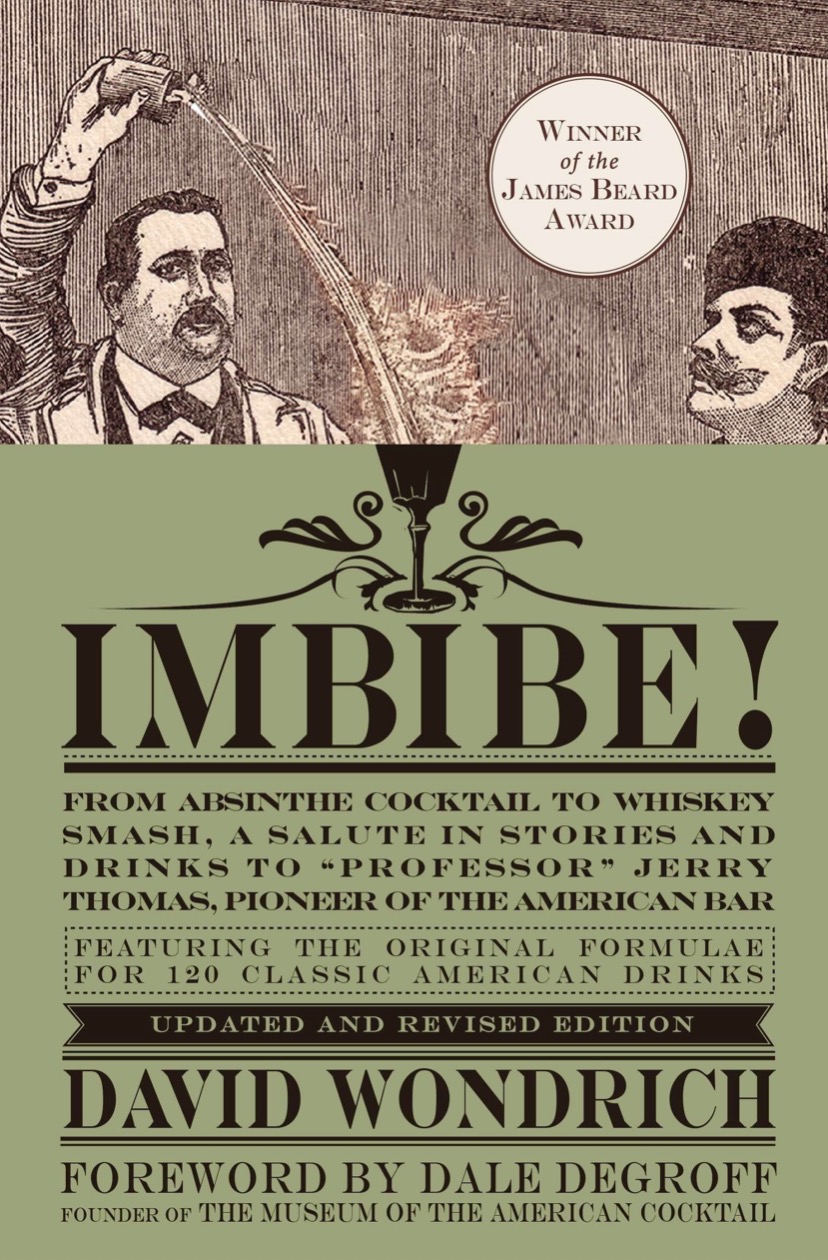 WINNER
of the
JAMES BEARD
AWARD
IMBIBE!
FROM ABSINTHE COCKTAIL TO WHISKEY
SMASH, A SALUTE IN STORIES AND
DRINKS TO “PROFESSOR” JERRY
THOMAS, PIONEER OF THE AMERICAN BAR
FEATURING THE ORIGINAL FORMULAE
FOR 120 CLASSIC AMERICAN DRINKS
UPDATED AND REVISED EDITION
DAVID WONDRICH
FOREWORD BY DALE DEGROFF
FOUNDER OF THE MUSEUM OF THE AMERICAN COCKTAIL